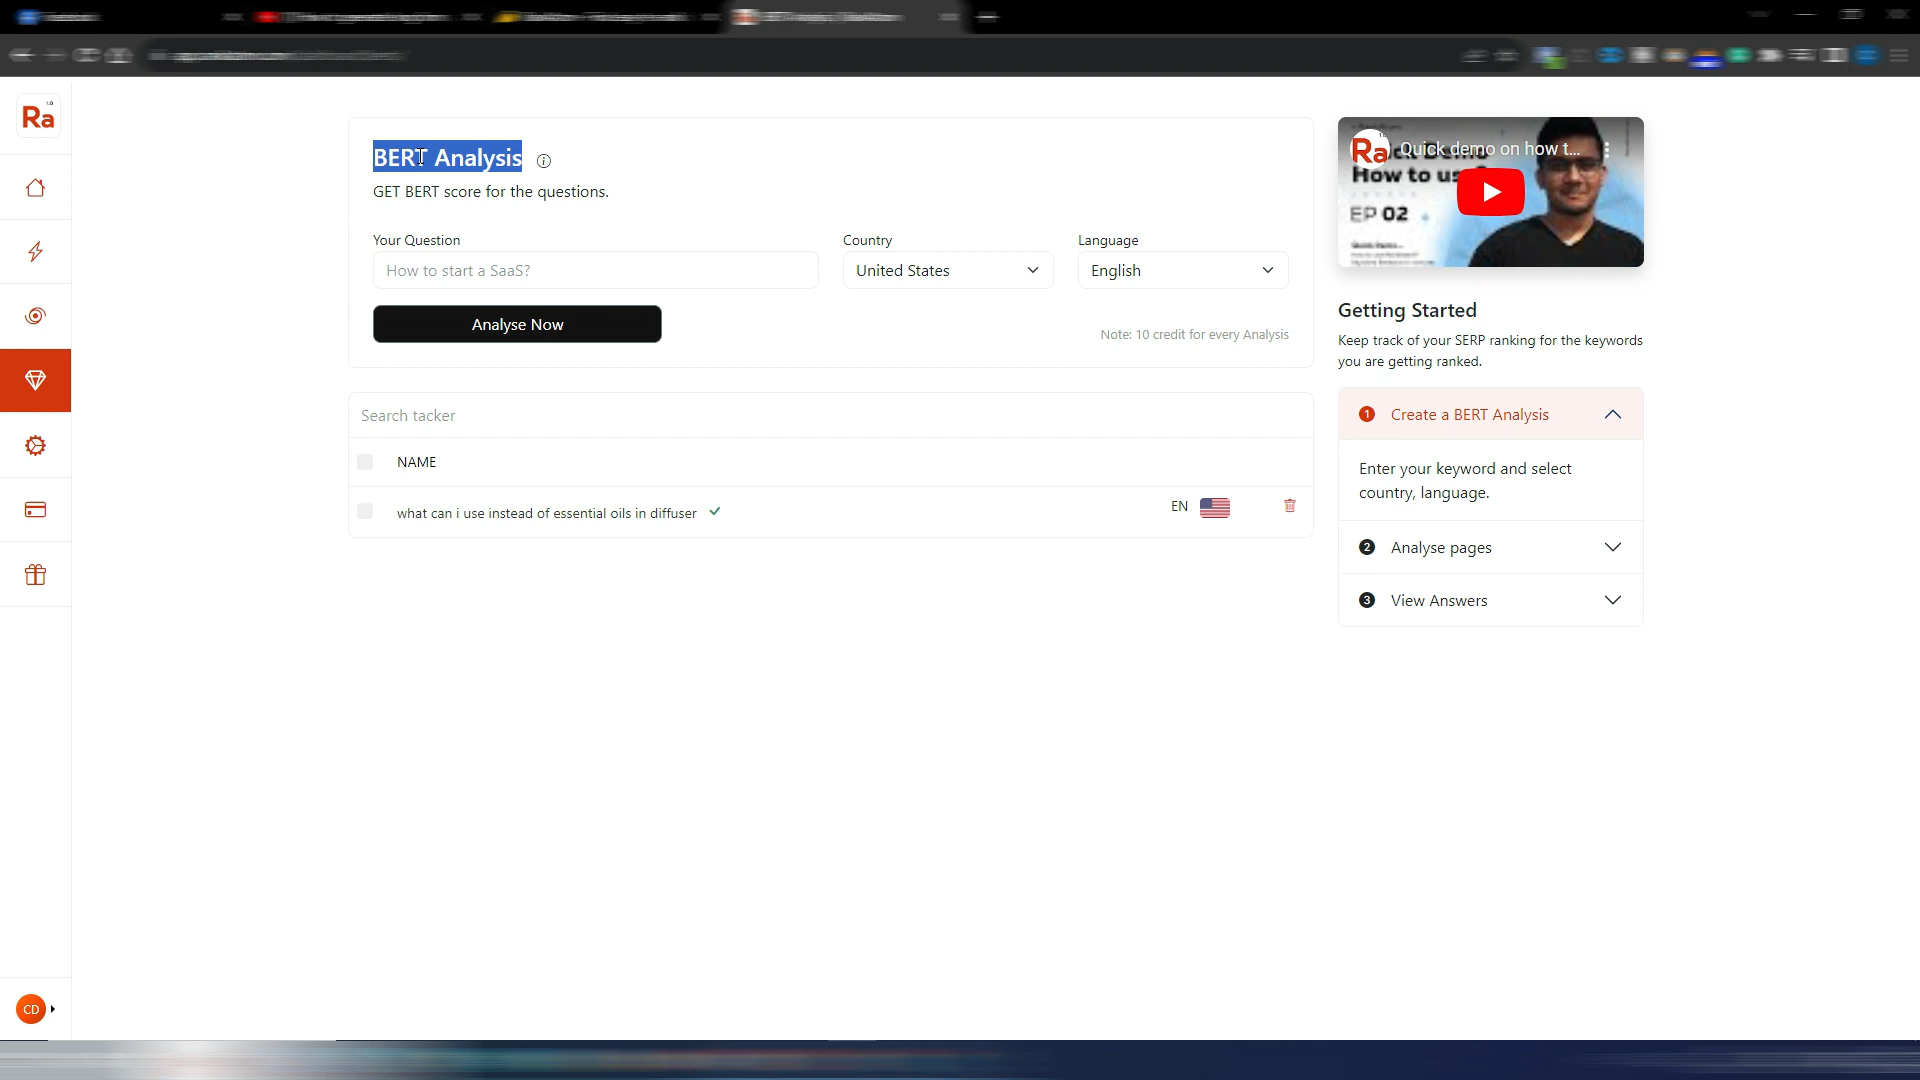 Ra 1.0
BERT Analysis
GET BERT score for the questions.
Your Question
How to start a SaaS?
Country
United States
Language
English
Analyse Now
Note: 10 credit for every Analysis
Search tacker
NAME
what can i use instead of essential oils in diffuser
EN
CD
Ra
Quick demo on how t...
How to us
EP 02
Getting Started
Keep track of your SERP ranking for the keywords
you are getting ranked.
1 Create a BERT Analysis
Enter your keyword and select
country, language.
2 Analyse pages
3 View Answers